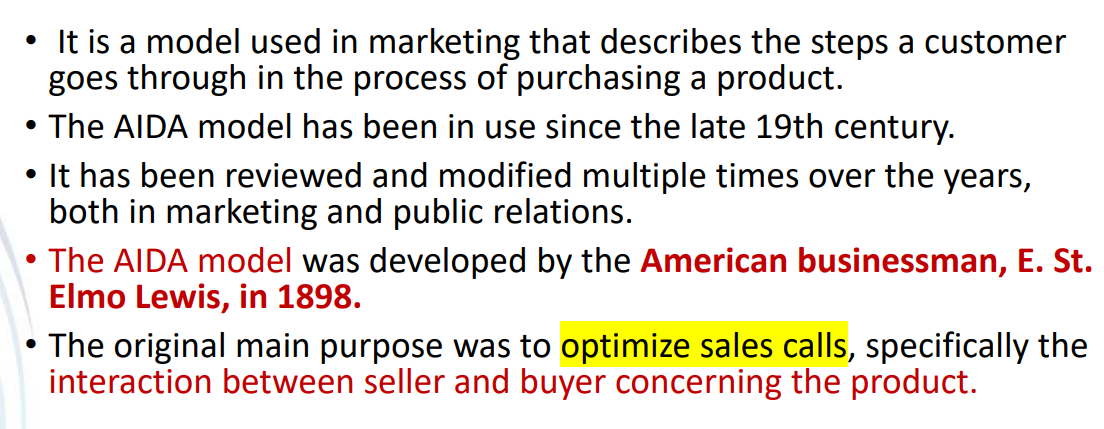 • It is a model used in marketing that describes the steps a customer
goes through in the process of purchasing a product.
• The AIDA model has been in use since the late 19th century.
• It has been reviewed and modified multiple times over the years,
both in marketing and public relations.
• The AIDA model was developed by the American businessman, E. St.
Elmo Lewis, in 1898.
• The original main purpose was to optimize sales calls, specifically the
interaction between seller and buyer concerning the product.